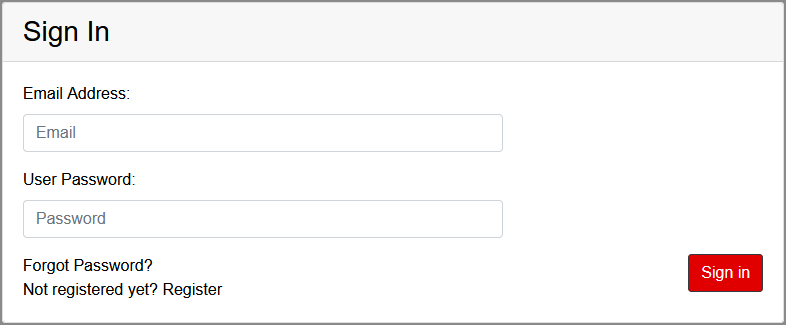 Sign In
Email Address:
Email
User Password:
Password
Forgot Password?
Not registered yet? Register
Sign in